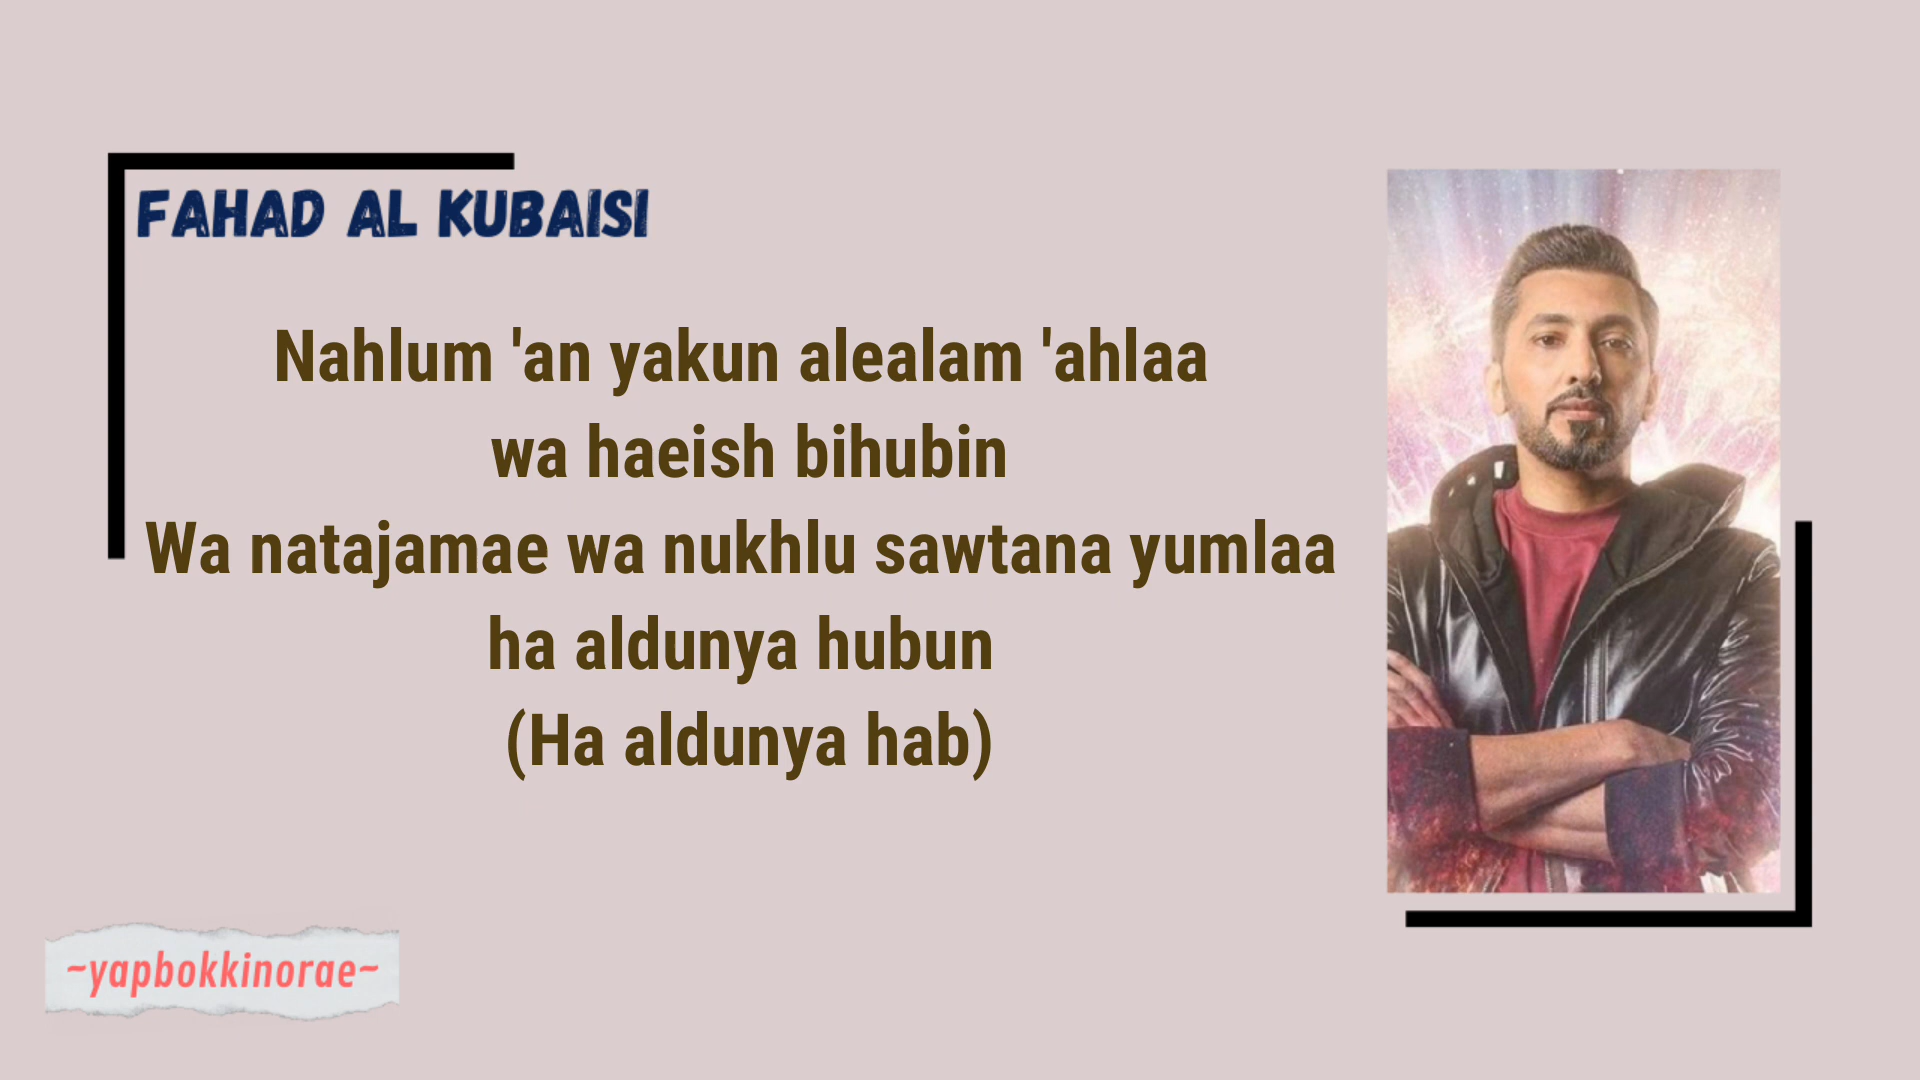 FAHAD AL KUBAISI
Nahlum 'an yakun alealam 'ahlaa
wa haeish bihubin
Wa natajamae wa nukhlu sawtana yumlaa
ha aldunya hubun
(Ha aldunya hab)
~yapbokkinorae~